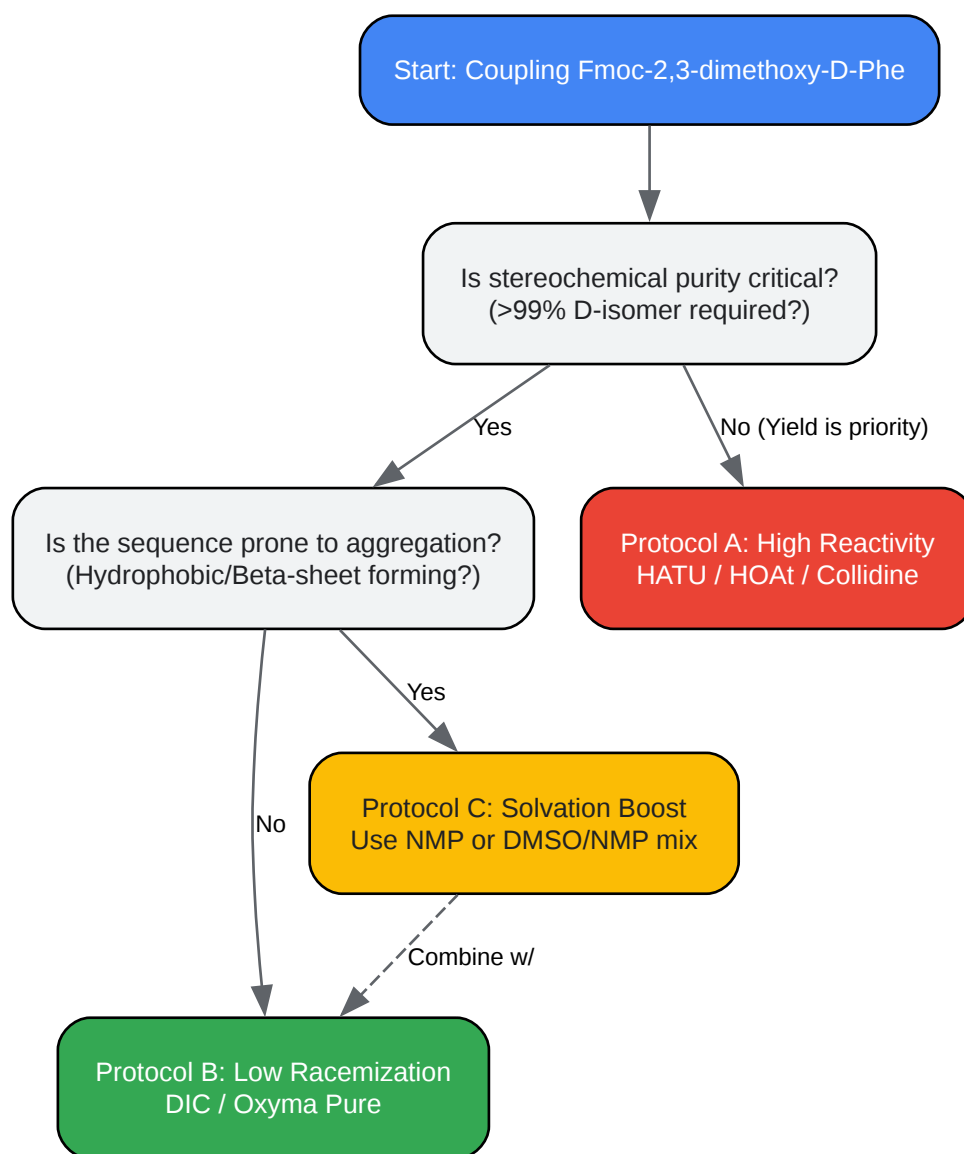 Start: Coupling Fmoc-2,3-dimethoxy-D-Phe
Is stereochemical purity critical?
(>99% D-isomer required?)
Yes
No (Yield is priority)
Is the sequence prone to aggregation?
(Hydrophobic/Beta-sheet forming?)
Protocol A: High Reactivity
HATU / HOAt / Collidine
Yes
No
Protocol C: Solvation Boost
Use NMP or DMSO/NMP mix
Combine w/
Protocol B: Low Racemization
DIC / Oxyma Pure